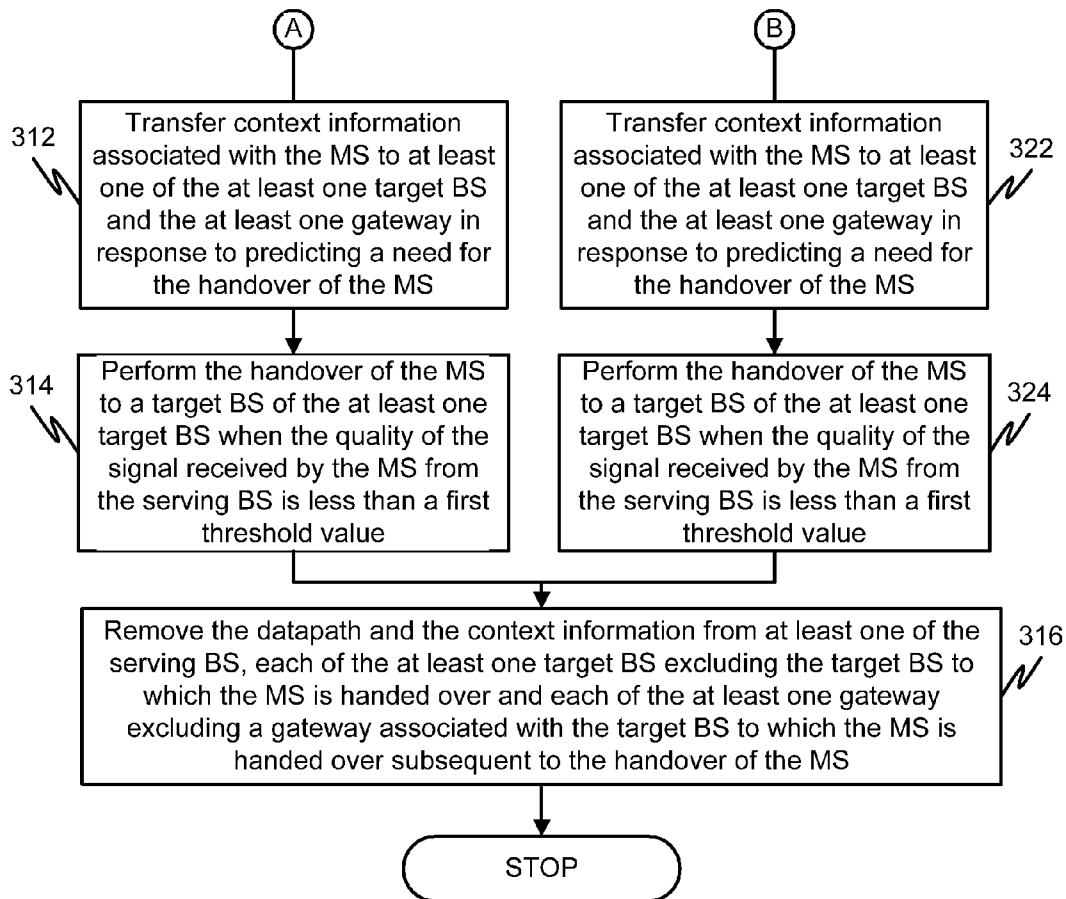 A
B
312
Transfer context information
associated with the MS to at least
one of the at least one target BS
and the at least one gateway in
response to predicting a need for
the handover of the MS
Transfer context information
associated with the MS to at least
one of the at least one target BS
and the at least one gateway in
response to predicting a need for
the handover of the MS
322
314
Perform the handover of the MS
to a target BS of the at least one
target BS when the quality of the
signal received by the MS from
the serving BS is less than a first
threshold value
Perform the handover of the MS
to a target BS of the at least one
target BS when the quality of the
signal received by the MS from
the serving BS is less than a first
threshold value
324
Remove the datapath and the context information from at least one of the
serving BS, each of the at least one target BS excluding the target BS to
which the MS is handed over and each of the at least one gateway
excluding a gateway associated with the target BS to which the MS is
handed over subsequent to the handover of the MS
316
STOP